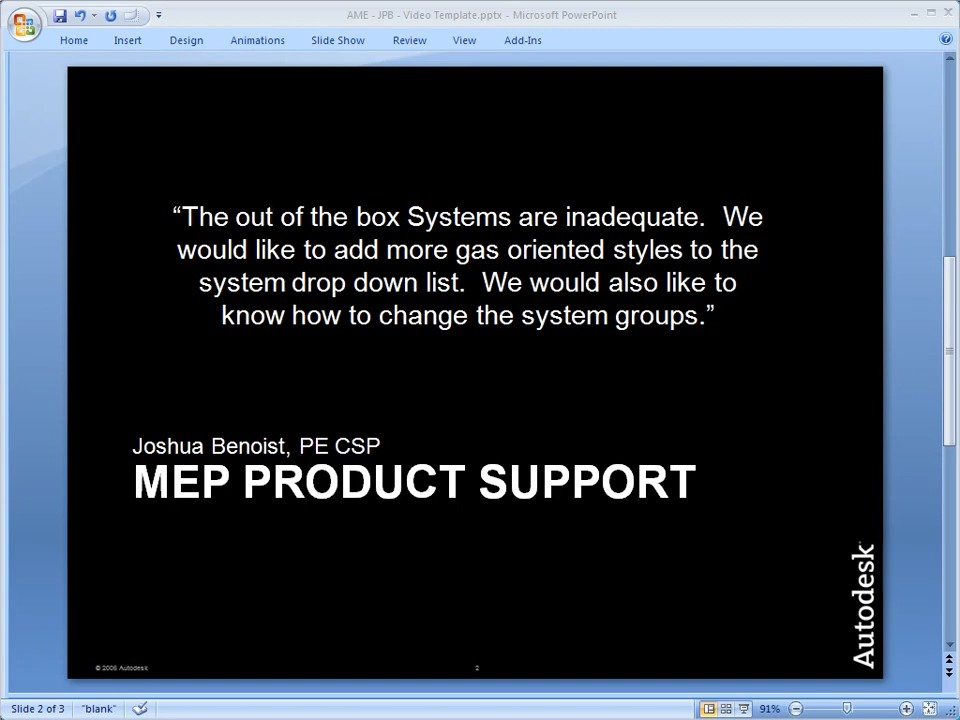 AME - JPB - Video Template.pptx - Microsoft PowerPoint
Home Insert Design Animations Slide Show Review View Add-Ins
“The out of the box Systems are inadequate. We
would like to add more gas oriented styles to the
system drop down list. We would also like to
know how to change the system groups.”
Joshua Benoist, PE CSP
MEP PRODUCT SUPPORT
Autodesk
© 2006 Autodesk
2
Slide 2 of 3 "blank" 91%